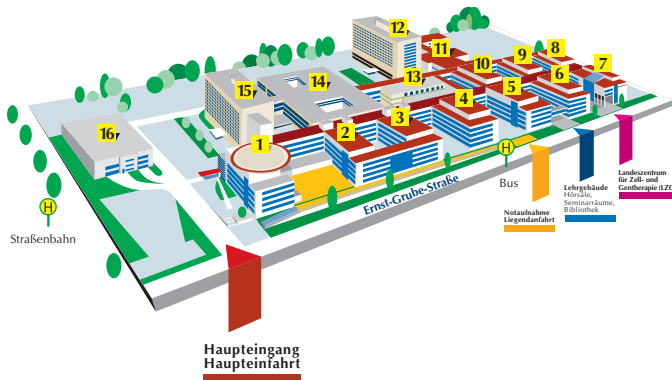 12
11
8
9
7
10
13
6
14
5
15
4
3
2
16
1
H
H
Straßenbahn
Ernst-Grube-Straße
Bus
Notaufnahme
Liegendanfahrt
Lehrgebäude
Hörsäle,
Seminarräume,
Bibliothek
Landeszentrum
für Zell- und
Gentherapie (LZG)
Haupteingang
Haupteinfahrt